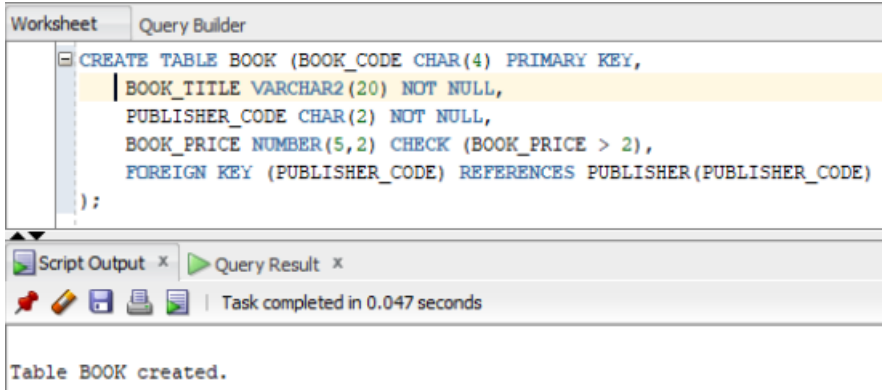 Worksheet Query Builder
CREATE TABLE BOOK (BOOK_CODE CHAR(4) PRIMARY KEY,
BOOK_TITLE VARCHAR2(20) NOT NULL,
PUBLISHER_CODE CHAR(2) NOT NULL,
BOOK_PRICE NUMBER(5,2) CHECK (BOOK_PRICE > 2),
FOREIGN KEY (PUBLISHER_CODE) REFERENCES PUBLISHER(PUBLISHER_CODE)
);
Script Output x Query Result x
Task completed in 0.047 seconds
Table BOOK created.